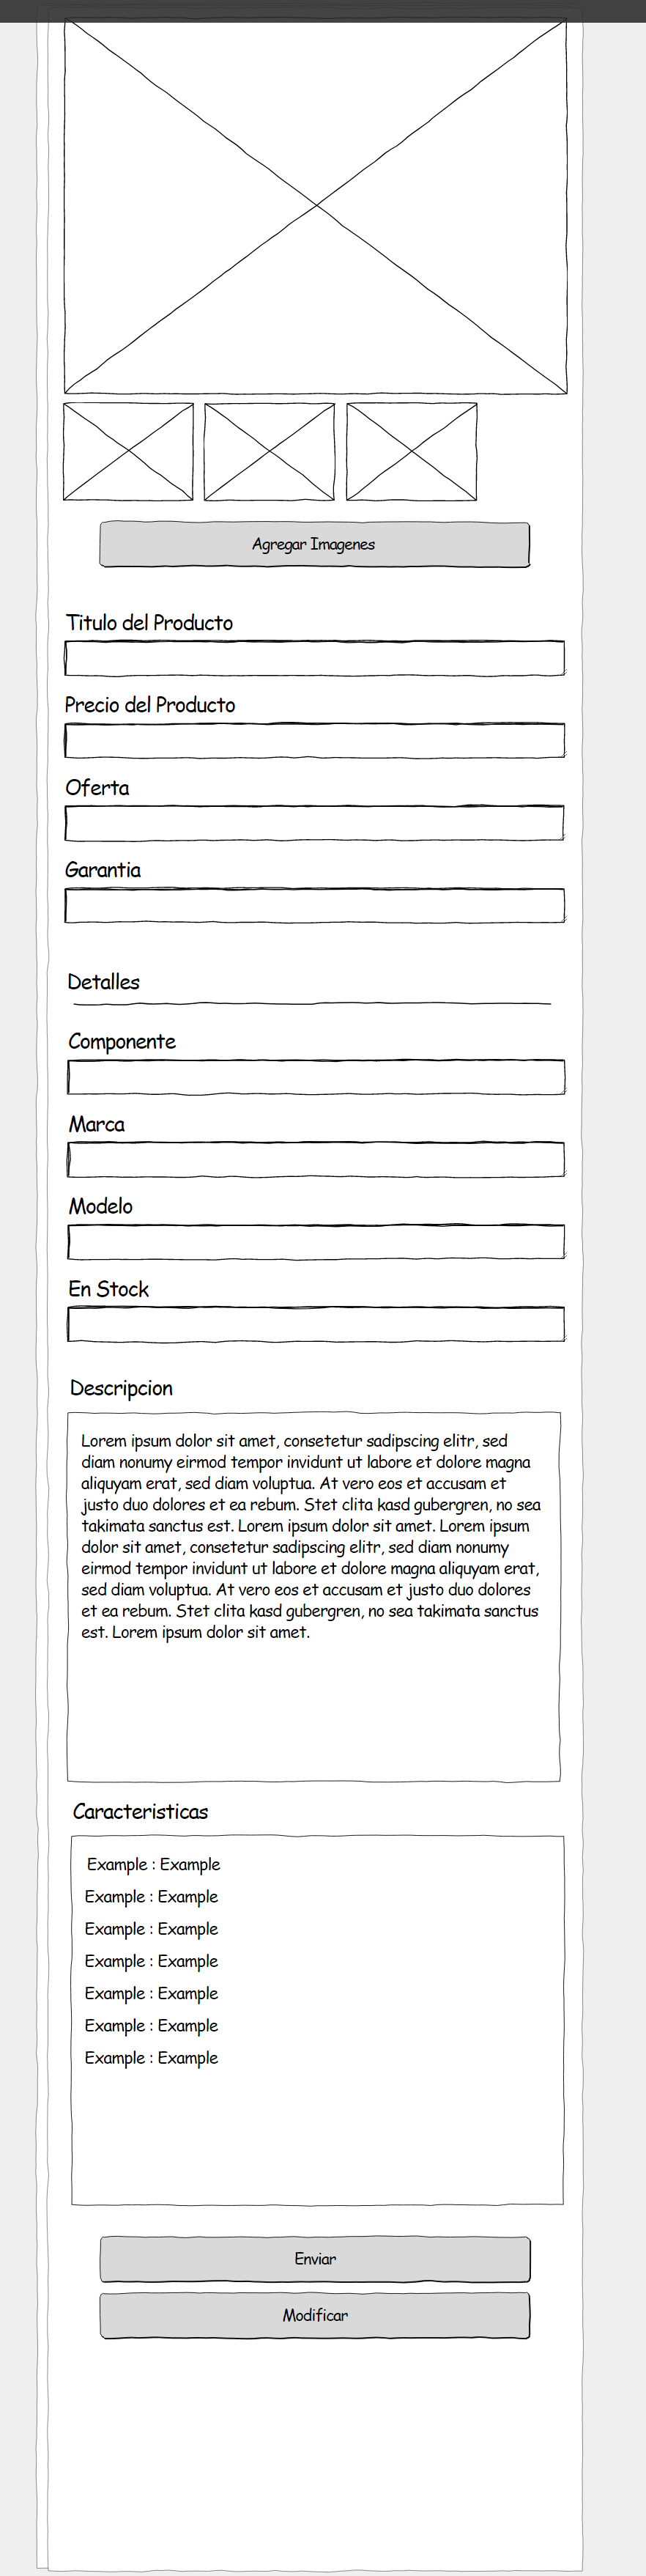 Agregar Imagenes
Titulo del Producto
Precio del Producto
Oferta
Garantia
Detalles
Componente
Marca
Modelo
En Stock
Descripcion
Lorem ipsum dolor sit amet, consetetur sadipscing elitr, sed
diam nonumy eirmod tempor invidunt ut labore et dolore magna
aliquyam erat, sed diam voluptua. At vero eos et accusam et
justo duo dolores et ea rebum. Stet clita kasd gubergren, no sea
takimata sanctus est. Lorem ipsum dolor sit amet. Lorem ipsum
dolor sit amet, consetetur sadipscing elitr, sed diam nonumy
eirmod tempor invidunt ut labore et dolore magna aliquyam erat,
sed diam voluptua. At vero eos et accusam et justo duo dolores
et ea rebum. Stet clita kasd gubergren, no sea takimata sanctus
est. Lorem ipsum dolor sit amet.
Caracteristicas
Example : Example
Example : Example
Example : Example
Example : Example
Example : Example
Example : Example
Example : Example
Enviar
Modificar